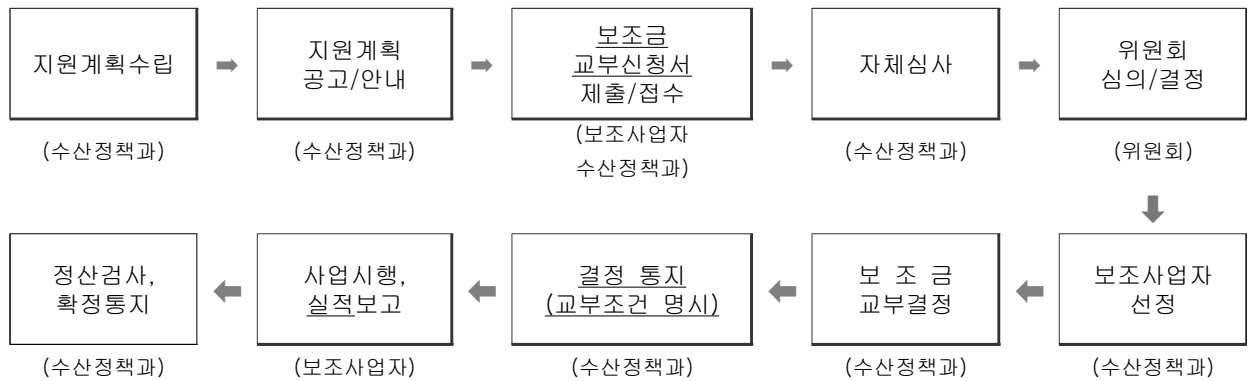 지원계획수립
지원계획
공고/안내
보조금
교부신청서
제출/접수
자체심사
위원회
심의/결정
(수산정책과)
(수산정책과)
(보조사업자
수산정책과)
(수산정책과)
(위원회)
정산검사,
확정통지
사업시행,
실적보고
결정 통지
(교부조건 명시)
보 조 금
교부결정
보조사업자
선정
(수산정책과)
(보조사업자)
(수산정책과)
(수산정책과)
(수산정책과)